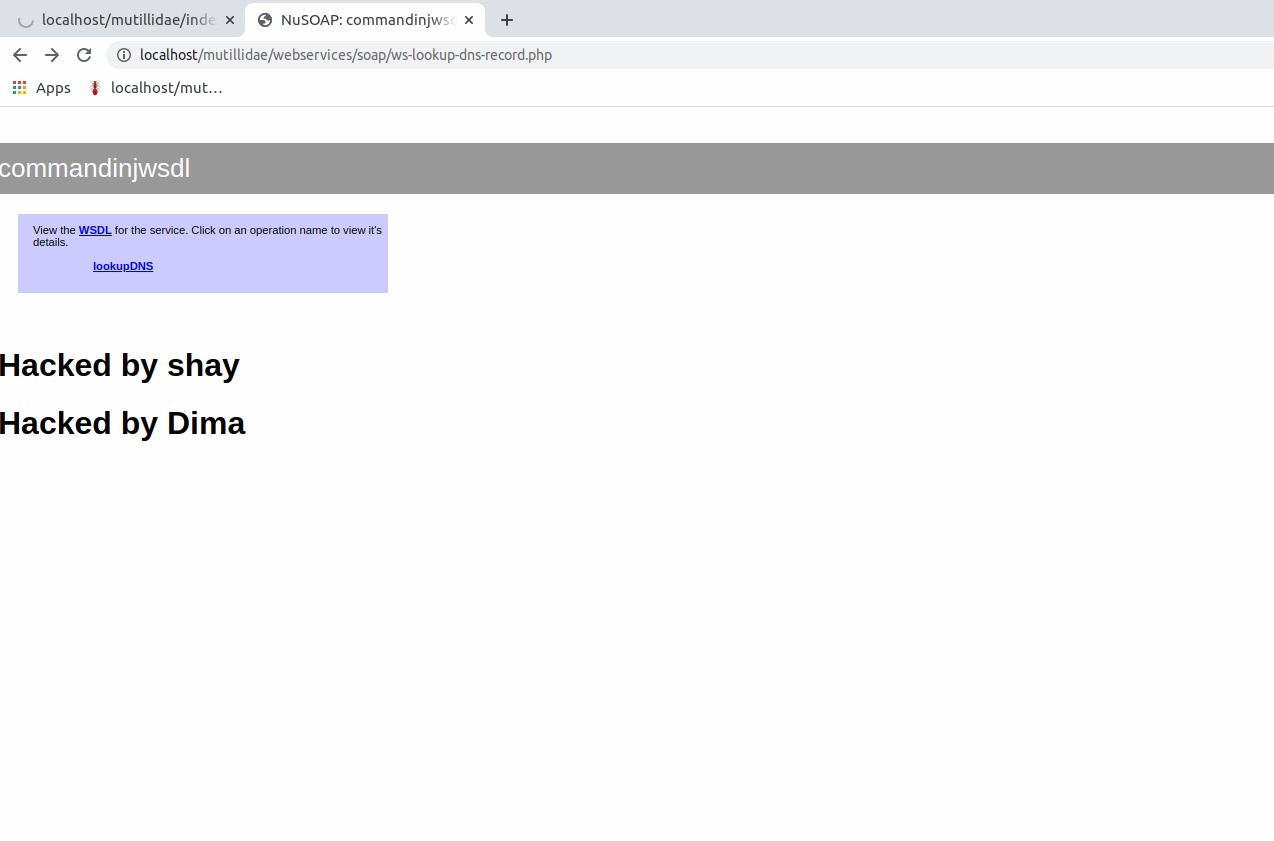 localhost/mutillidae/inde
NuSOAP: commandinjwsd
localhost/mutillidae/webservices/soap/ws-lookup-dns-record.php
Apps
localhost/mut...
commandinjwsdl
View the WSDL for the service. Click on an operation name to view it's
details.
lookupDNS
Hacked by shay
Hacked by Dima